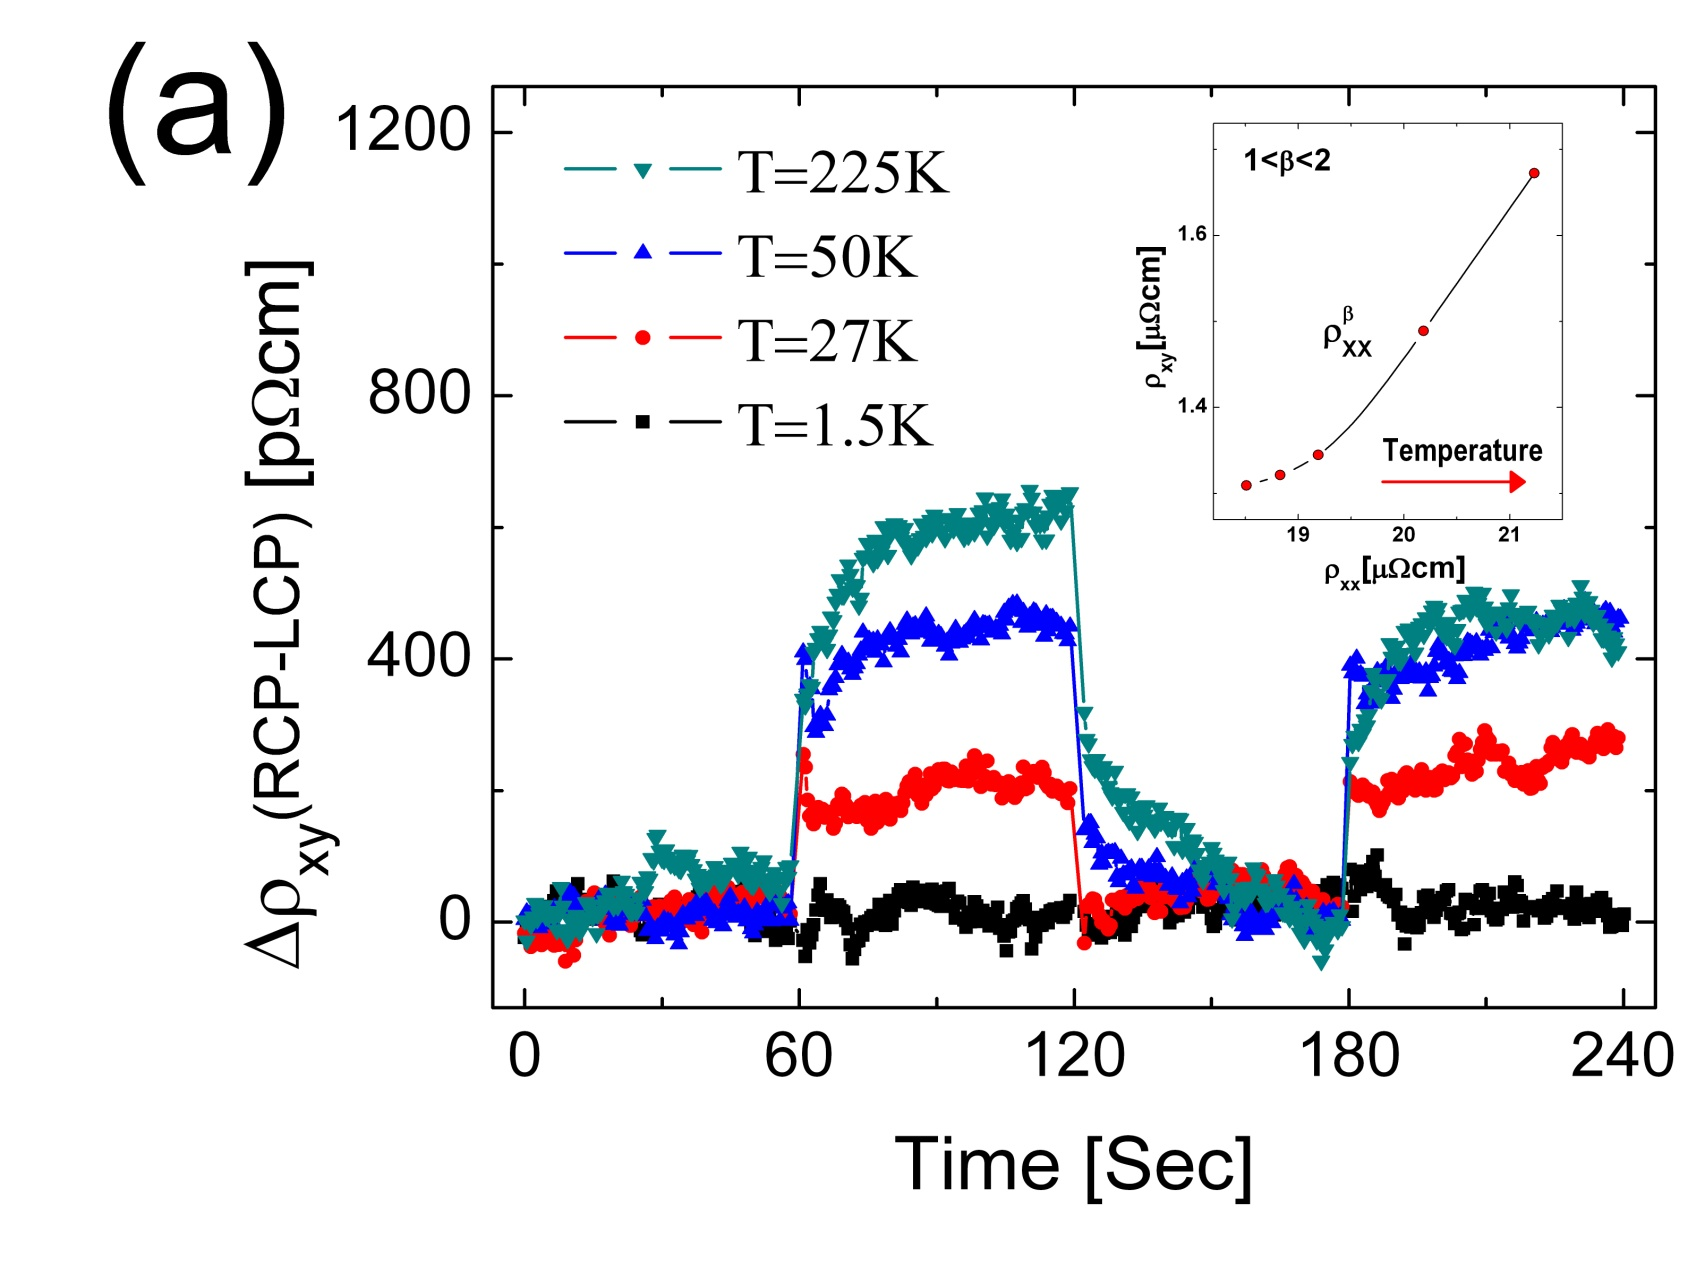 (a)
Δρxy(RCP-LCP) [pΩcm]
1200
800
400
0
T=225K
T=50K
T=27K
T=1.5K
1<β<2
ρxy[μΩcm]
1.6
1.4
ρXXβ
Temperature
19 20 21
ρxx[μΩcm]
0 60 120 180 240
Time [Sec]